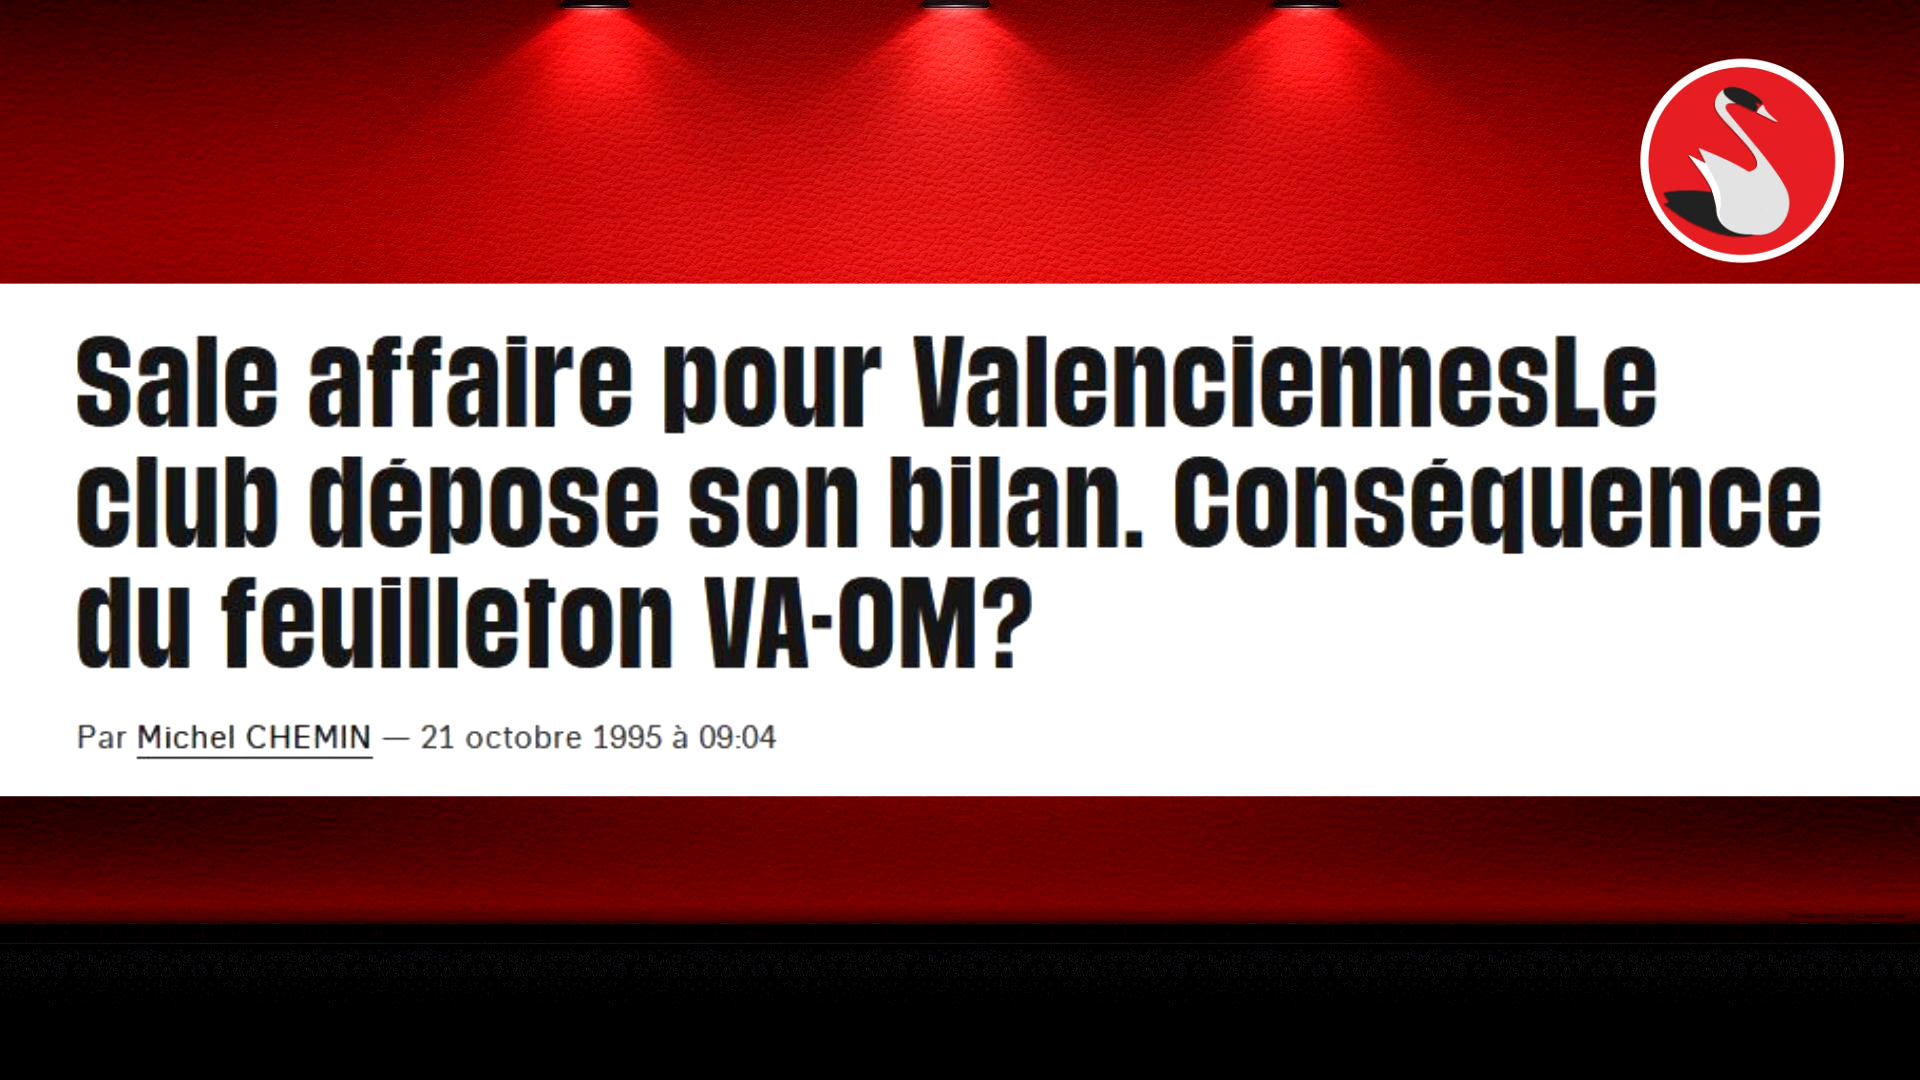 Sale affaire pour ValenciennesLe
club dépose son bilan. Conséquence
du feuilleton VA-OM?
Par Michel CHEMIN — 21 octobre 1995 à 09:04